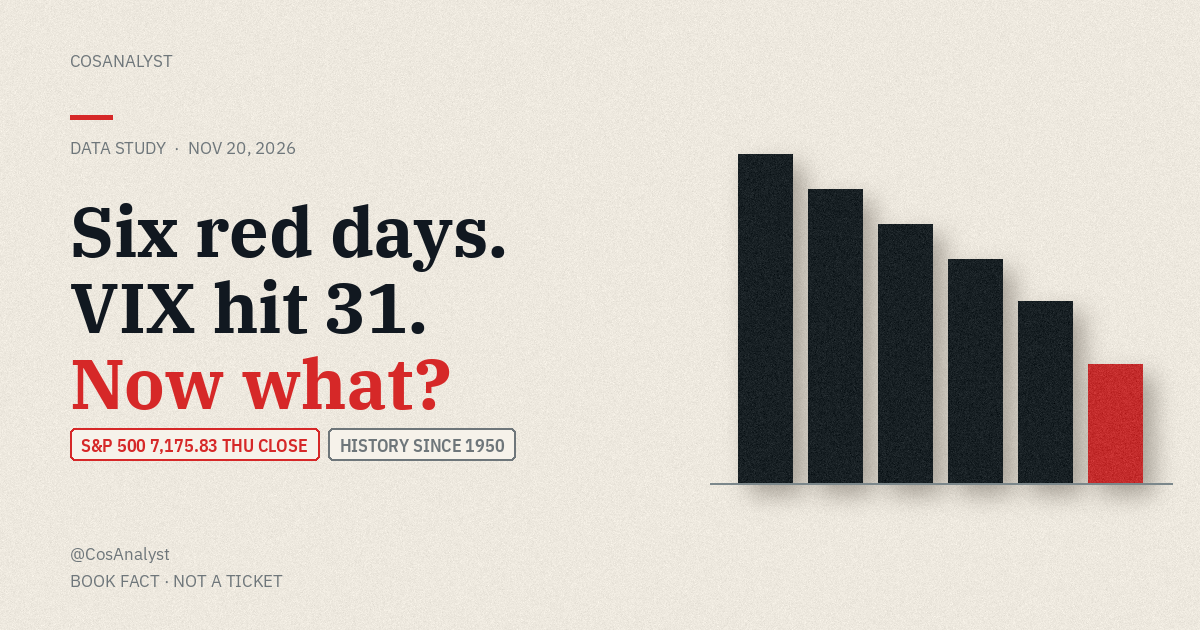 COSANALYST
DATA STUDY · NOV 20, 2026
Six red days.
VIX hit 31.
Now what?
S&P 500 7,175.83 THU CLOSE
HISTORY SINCE 1950
@CosAnalyst
BOOK FACT · NOT A TICKET